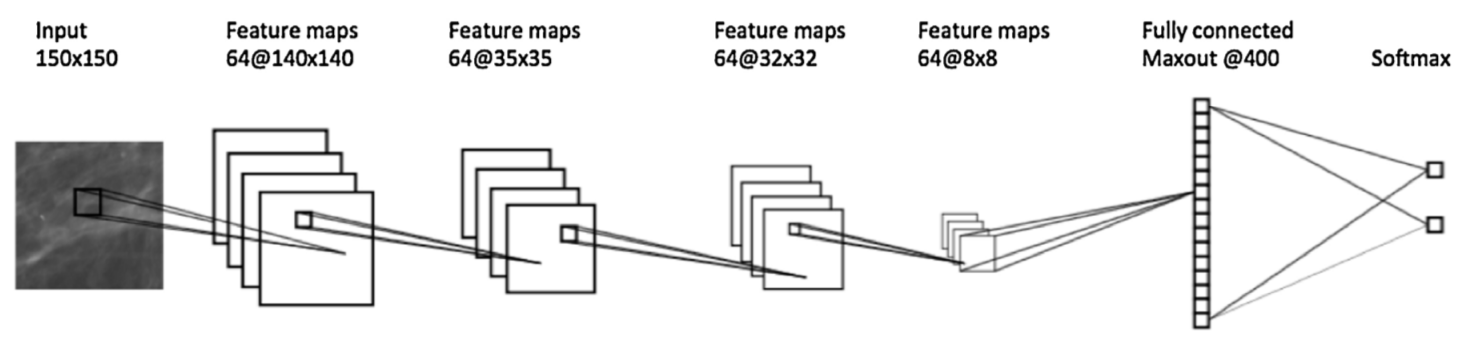 Input
150x150
Feature maps
64@140x140
Feature maps
64@35x35
Feature maps
64@32x32
Feature maps
64@8x8
Fully connected
Maxout @400
Softmax